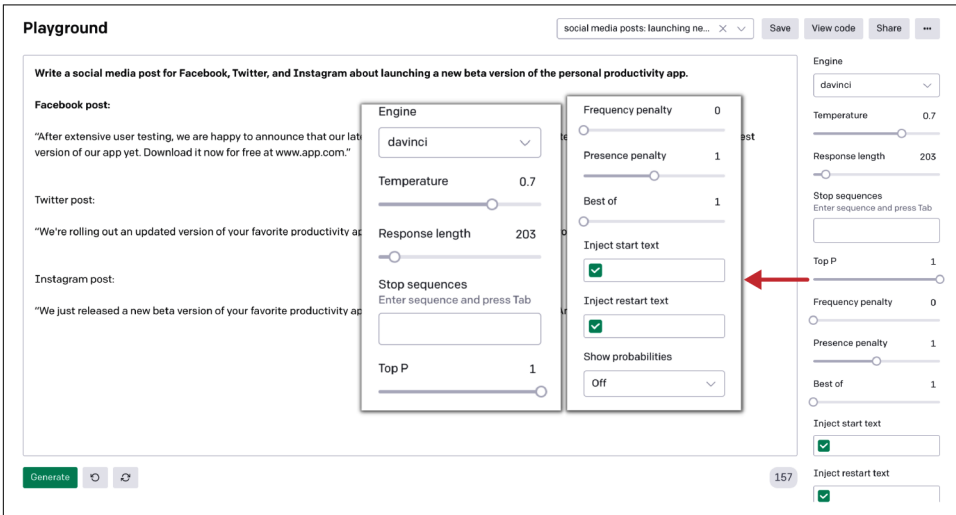 Playground
social media posts: launching ne...
Save
View code
Share
Write a social media post for Facebook, Twitter, and Instagram about launching a new beta version of the personal productivity app.
Facebook post:
“After extensive user testing, we are happy to announce that our late
est
version of our app yet. Download it now for free at www.app.com.”
Twitter post:
“We're rolling out an updated version of your favorite productivity ap
Instagram post:
“We just released a new beta version of your favorite productivity ap
Engine
davinci
Temperature 0.7
Response length 203
Stop sequences
Enter sequence and press Tab
Top P 1
Frequency penalty 0
Presence penalty 1
Best of 1
Inject start text
Inject restart text
Show probabilities
Off
Engine
davinci
Temperature 0.7
Response length 203
Stop sequences
Enter sequence and press Tab
Top P 1
Frequency penalty 0
Presence penalty 1
Best of 1
Inject start text
Inject restart text
Generate
157